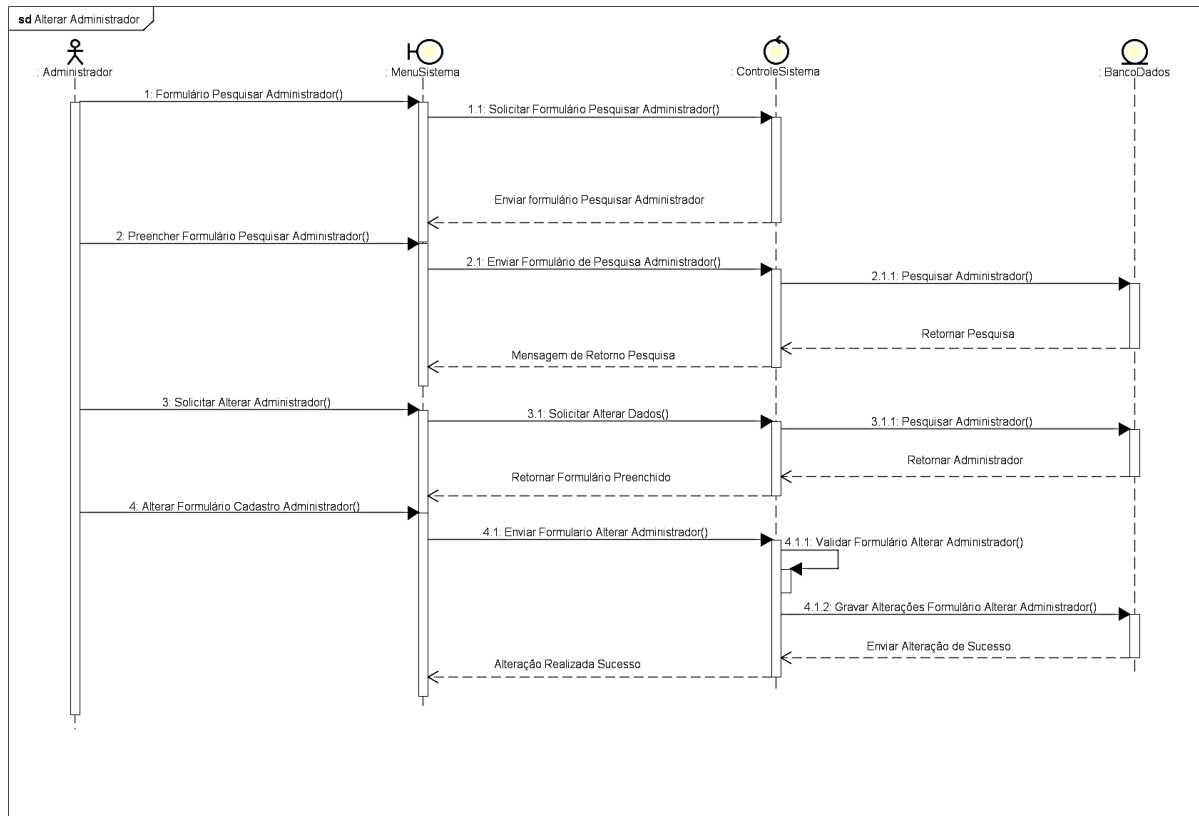 sd Alterar Administrador
: Administrador
: MenuSistema
: ControleSistema
: BancoDados
1: Formulário Pesquisar Administrador()
1.1: Solicitar Formulário Pesquisar Administrador()
Enviar formulário Pesquisar Administrador
2: Preencher Formulário Pesquisar Administrador()
2.1: Enviar Formulário de Pesquisa Administrador()
2.1.1: Pesquisar Administrador()
Retornar Pesquisa
Mensagem de Retorno Pesquisa
3: Solicitar Alterar Administrador()
3.1: Solicitar Alterar Dados()
3.1.1: Pesquisar Administrador()
Retornar Administrador
Retornar Formulário Preenchido
4: Alterar Formulário Cadastro Administrador()
4.1: Enviar Formulario Alterar Administrador()
4.1.1: Validar Formulário Alterar Administrador()
4.1.2: Gravar Alterações Formulário Alterar Administrador()
Enviar Alteração de Sucesso
Alteração Realizada Sucesso